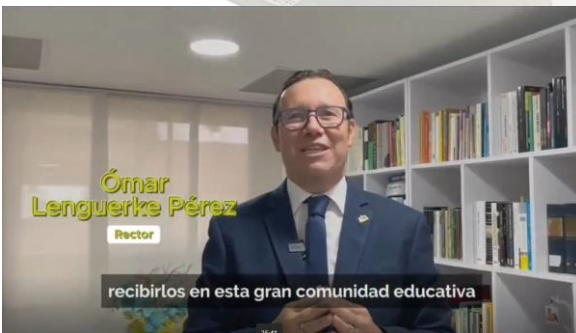 Ómar
Lenguerke Pérez
Rector
recibirlos en esta gran comunidad educativa